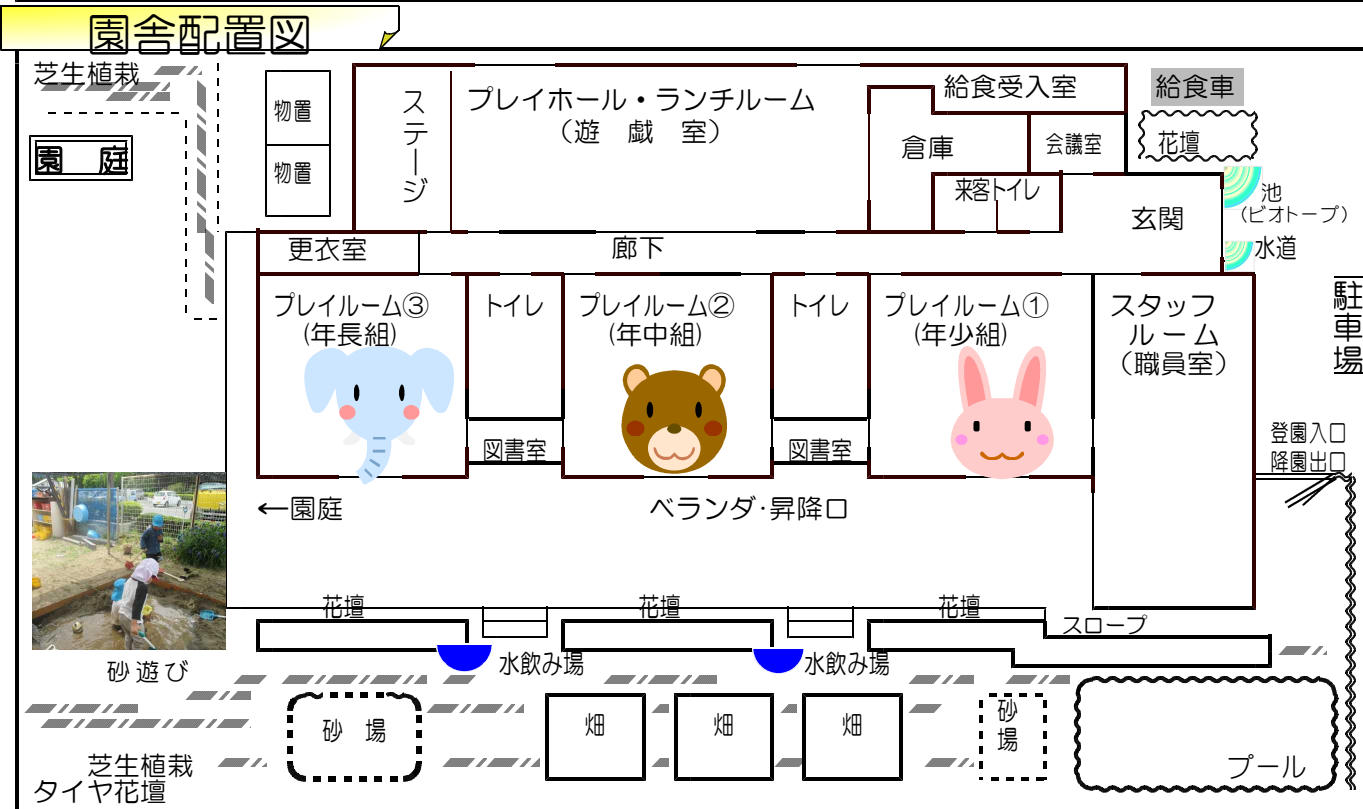 園舎配置図
芝生植栽
園　庭
物置
物置
ステージ
プレイホール・ランチルーム
（遊　戯　室）
給食受入室
給食車
倉庫
会議室
花壇
来客トイレ
玄関
池
（ビオトープ）
水道
更衣室
廊下
駐車場
プレイルーム③
(年長組)
トイレ
プレイルーム②
(年中組)
トイレ
プレイルーム①
(年少組)
スタッフ
ルーム
（職員室）
図書室
図書室
登園入口
降園出口
←園庭
ベランダ・昇降口
花壇
花壇
花壇
スロープ
水飲み場
水飲み場
砂遊び
砂　場
畑
畑
畑
砂場
プール
芝生植栽
タイヤ花壇